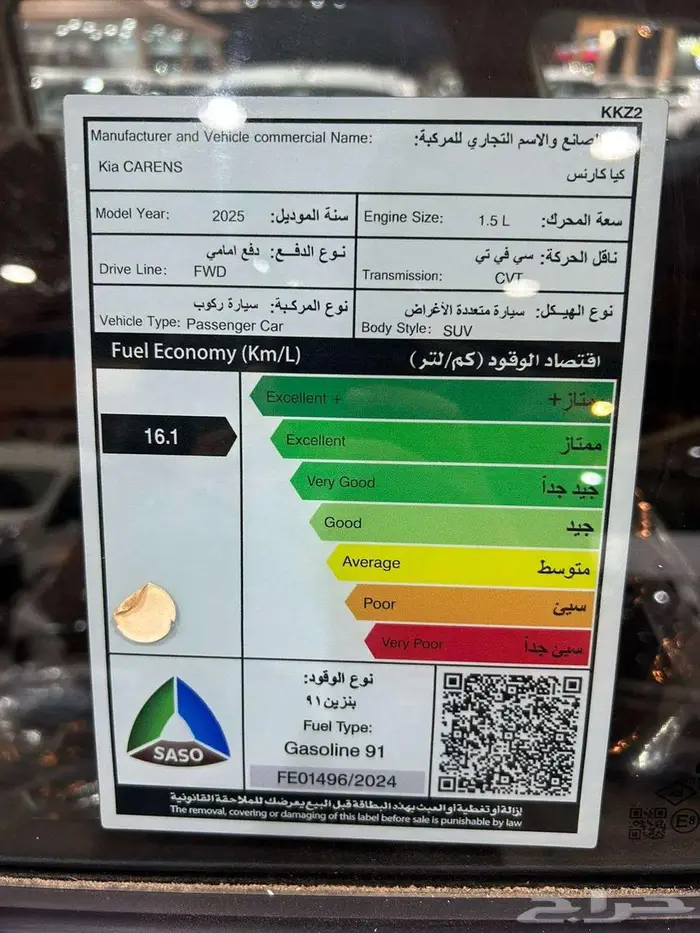 KKZ2
Manufacturer and Vehicle commercial Name: الصانع والاسم التجاري للمركبة:
Kia CARENS كيا كارنس
Model Year: 2025 سنة الموديل:
Engine Size: 1.5 L سعة المحرك:
نوع الدفـع: دفع امامي
Drive Line: FWD
ناقل الحركة: سي في تي
Transmission: CVT
نوع المركبة: سيارة ركوب
Vehicle Type: Passenger Car
نوع الهيـكل: سيارة متعددة الأغراض
Body Style: SUV
Fuel Economy (Km/L) اقتصاد الوقود (كم/لتر)
Excellent + ممتاز+
16.1
Excellent ممتاز
Very Good جيد جداً
Good جيد
Average متوسط
Poor سيئ
Very Poor سيئ جداً
SASO
نوع الوقود:
بنزين ٩١
Fuel Type:
Gasoline 91
FE01496/2024
إزالة أو تغطية أو العبث بهذه البطاقة قبل البيع يعرضك للملاحقة القانونية
The removal, covering or damaging of this label before sale is punishable by law
E8
حراج